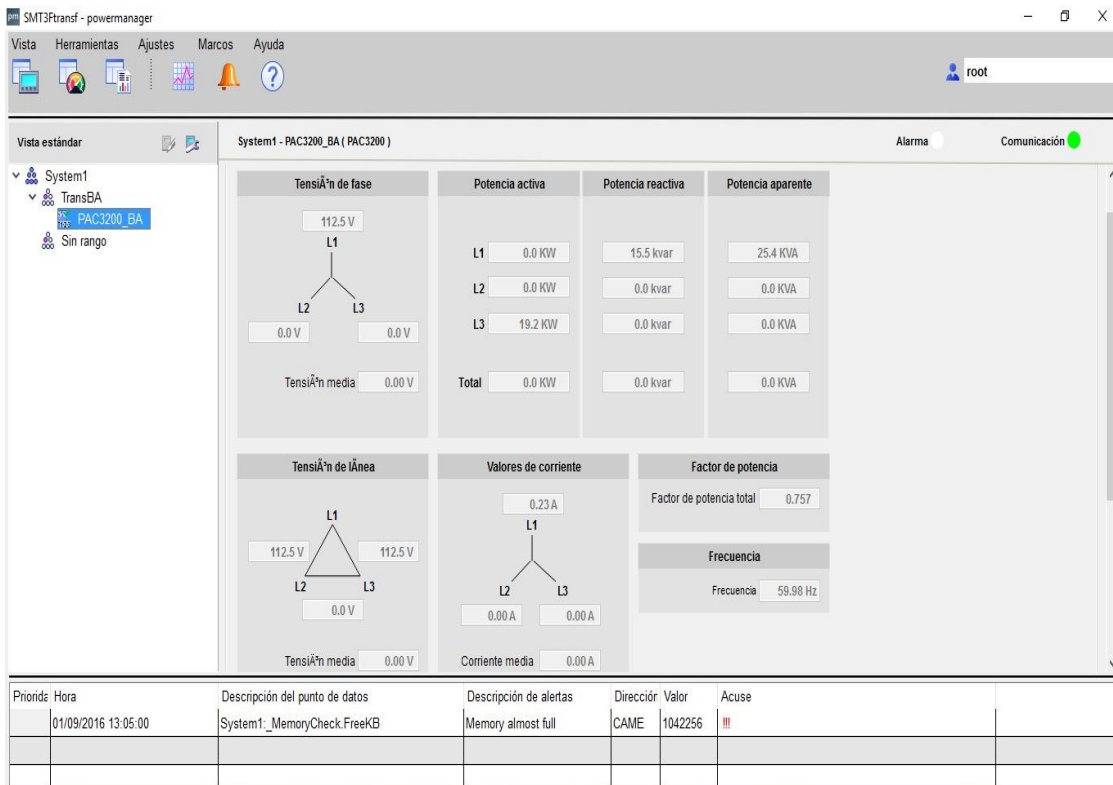 pm SMT3Ftransf - powermanager
Vista Herramientas Ajustes Marcos Ayuda
root
Vista estándar
System1 - PAC3200_BA ( PAC3200 )
Alarma
Comunicación
System1
TransBA
PAC3200_BA
Sin rango
TensiÃ³n de fase
112.5 V
L1
L2 L3
0.0 V 0.0 V
TensiÃ³n media 0.00 V
Potencia activa Potencia reactiva Potencia aparente
L1 0.0 KW 15.5 kvar 25.4 KVA
L2 0.0 KW 0.0 kvar 0.0 KVA
L3 19.2 KW 0.0 kvar 0.0 KVA
Total 0.0 KW 0.0 kvar 0.0 KVA
TensiÃ³n de lÃnea
L1
112.5 V 112.5 V
L2 L3
0.0 V
TensiÃ³n media 0.00 V
Valores de corriente
0.23 A
L1
L2 L3
0.00 A 0.00 A
Corriente media 0.00 A
Factor de potencia
Factor de potencia total 0.757
Frecuencia
Frecuencia 59.98 Hz
Priorida Hora Descripción del punto de datos Descripción de alertas Direcciór Valor Acuse
01/09/2016 13:05:00 System1:_MemoryCheck.FreeKB Memory almost full CAME 1042256 !!!